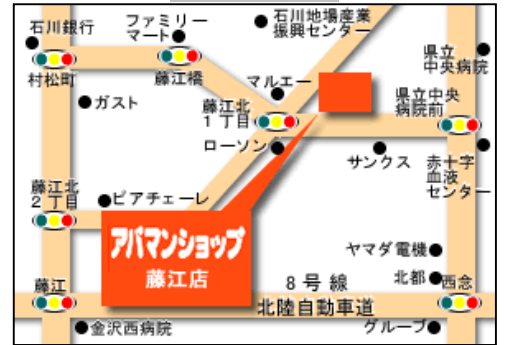 石川銀行
ファミリー
マート
石川地場産業
振興センター
県立
中央病院
村松町
藤江橋
マルエー
ガスト
藤江北
1丁目
県立中央
病院前
ローソン
サンクス
赤十字
血液
センター
藤江北
2丁目
ピアチェーレ
アパマンショップ
藤江店
ヤマダ電機
藤江
8号線
北都
西念
北陸自動車道
金沢西病院
グループ